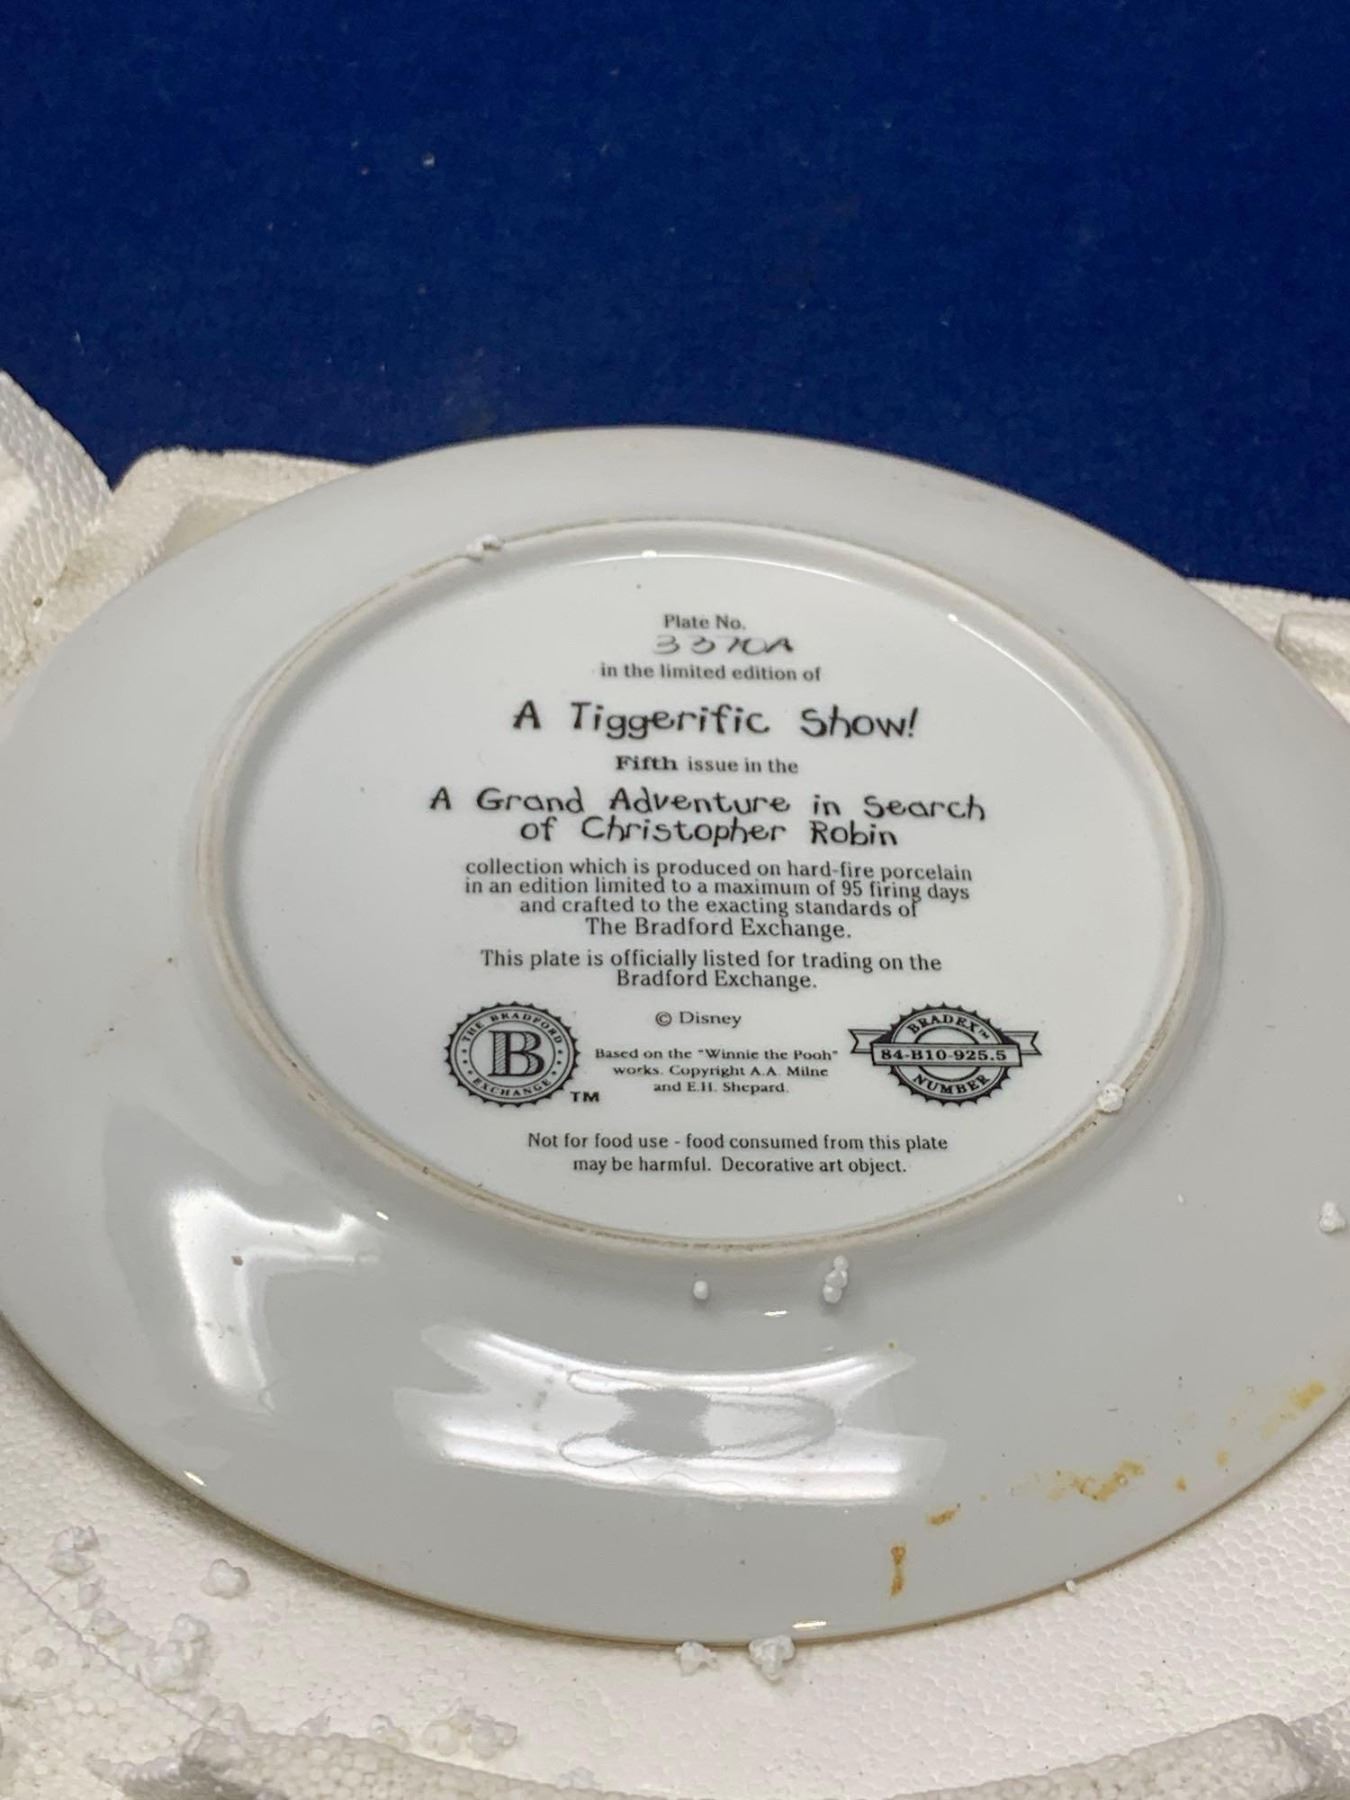 Plate No.
3370A
in the limited edition of
A Tiggerific Show!
Fifth issue in the
A Grand Adventure in Search
of Christopher Robin
collection which is produced on hard-fire porcelain
in an edition limited to a maximum of 95 firing days
and crafted to the exacting standards of
The Bradford Exchange.
This plate is officially listed for trading on the
Bradford Exchange.
© Disney
THE BRADFORD
B
EXCHANGE
TM
Based on the "Winnie the Pooh"
works. Copyright A.A. Milne
and E.H. Shepard.
BRADEX™
84-B10-925.5
NUMBER
Not for food use - food consumed from this plate
may be harmful. Decorative art object.